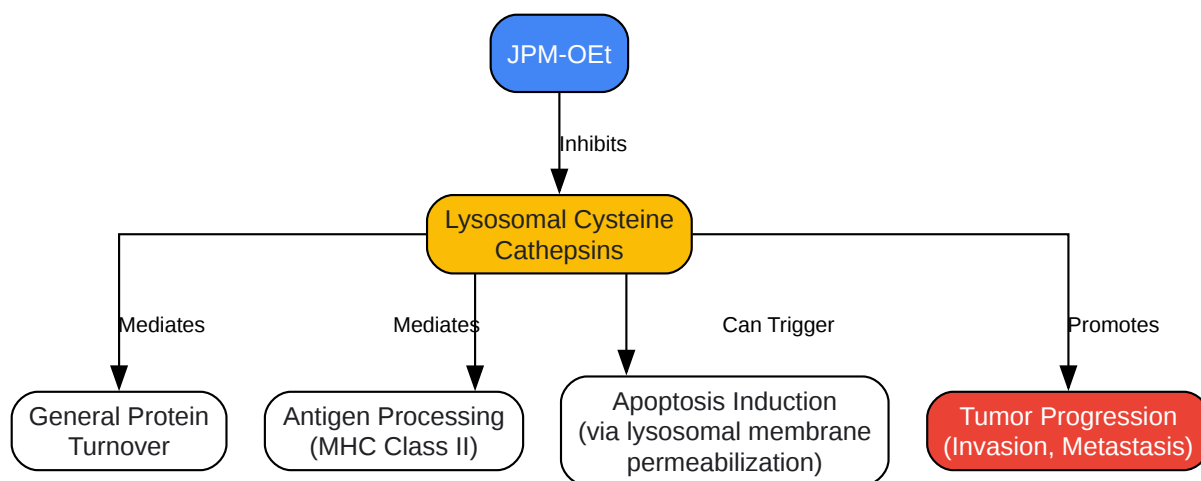 JPM-OEt
Inhibits
Lysosomal Cysteine
Cathepsins
Mediates
Mediates
Can Trigger
Promotes
General Protein
Turnover
Antigen Processing
(MHC Class II)
Apoptosis Induction
(via lysosomal membrane
permeabilization)
Tumor Progression
(Invasion, Metastasis)